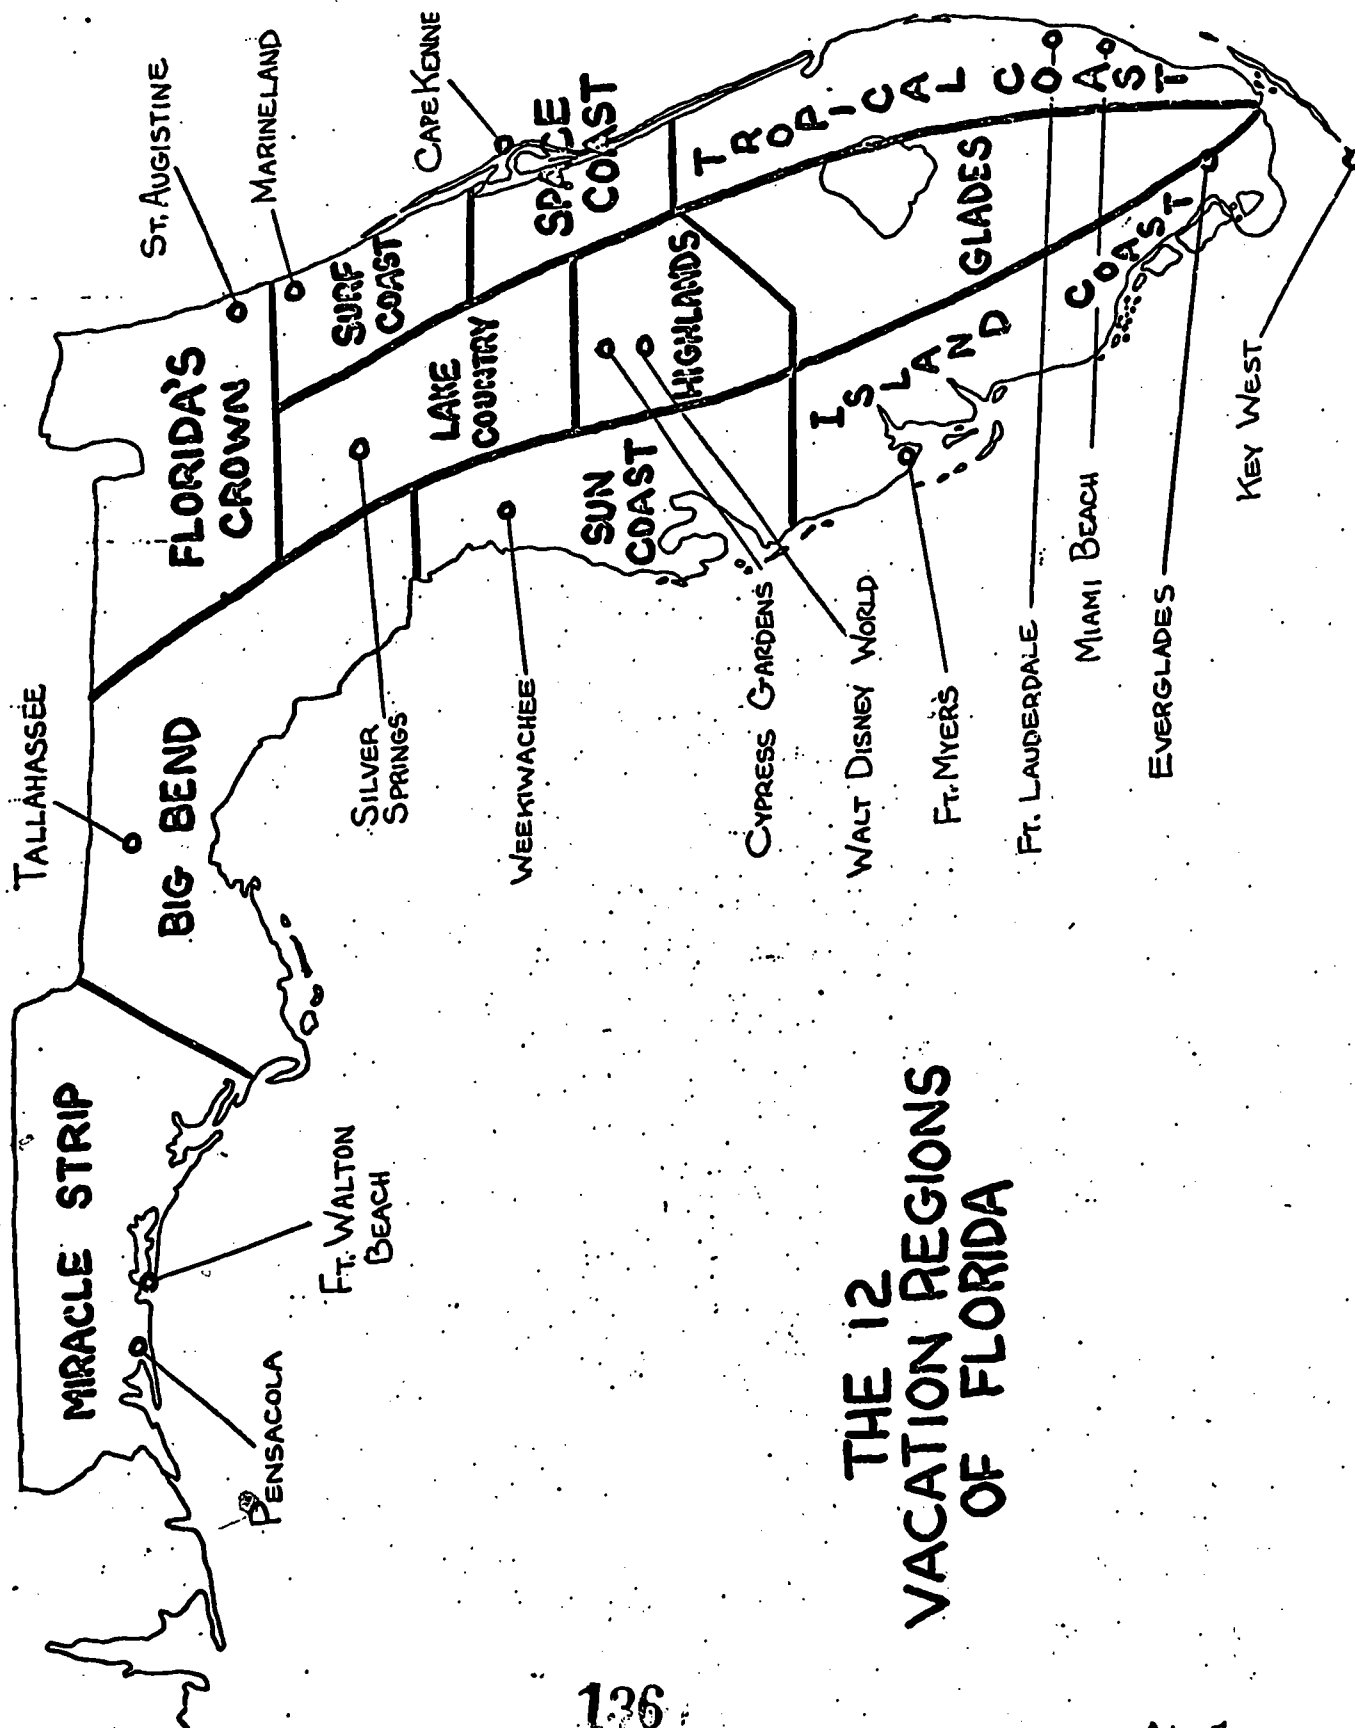 TALLAHASSEE
ST. AUGISTINE
MARINELAND
CAPE KENNE
MIRACLE STRIP
BIG BEND
FLORIDA'S
CROWN
SURF
COAST
SPACE
COAST
LAKE
COUNTRY
HIGHLANDS
SUN
COAST
TROPICAL COAST
GLADES
ISLAND COAST
PENSACOLA
FT. WALTON
BEACH
SILVER
SPRINGS
WEEKIWACHEE
CYPRESS GARDENS
WALT DISNEY WORLD
FT. MYERS
FT. LAUDERDALE
MIAMI BEACH
EVERGLADES
KEY WEST
THE 12
VACATION REGIONS
OF FLORIDA
136